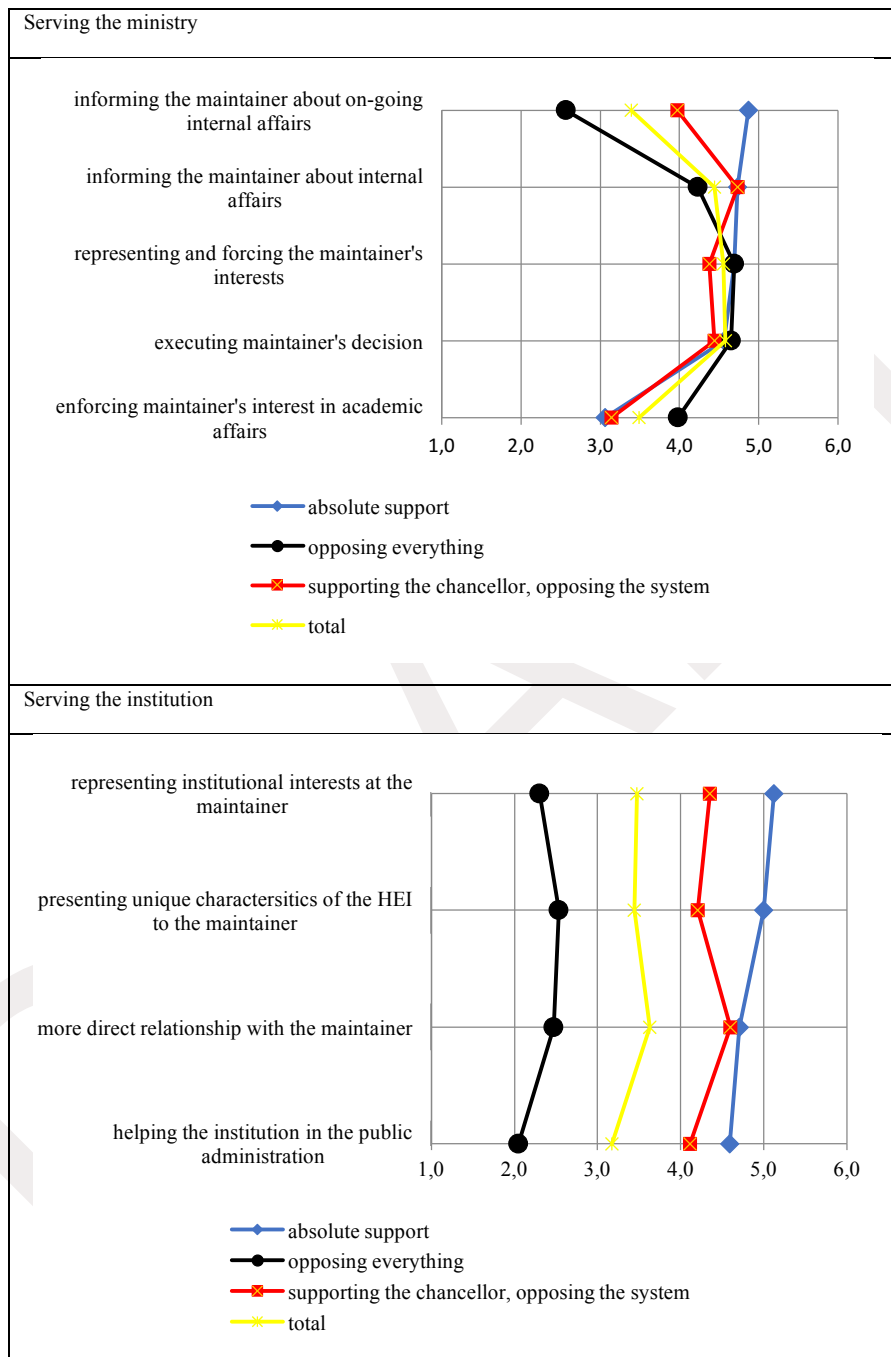 Serving the ministry
informing the maintainer about on-going
internal affairs
informing the maintainer about internal
affairs
representing and forcing the maintainer's
interests
executing maintainer's decision
enforcing maintainer's interest in academic
affairs
1,0 2,0 3,0 4,0 5,0 6,0
absolute support
opposing everything
supporting the chancellor, opposing the system
total
Serving the institution
representing institutional interests at the
maintainer
presenting unique charactersitics of the HEI
to the maintainer
more direct relationship with the maintainer
helping the institution in the public
administration
1,0 2,0 3,0 4,0 5,0 6,0
absolute support
opposing everything
supporting the chancellor, opposing the system
total